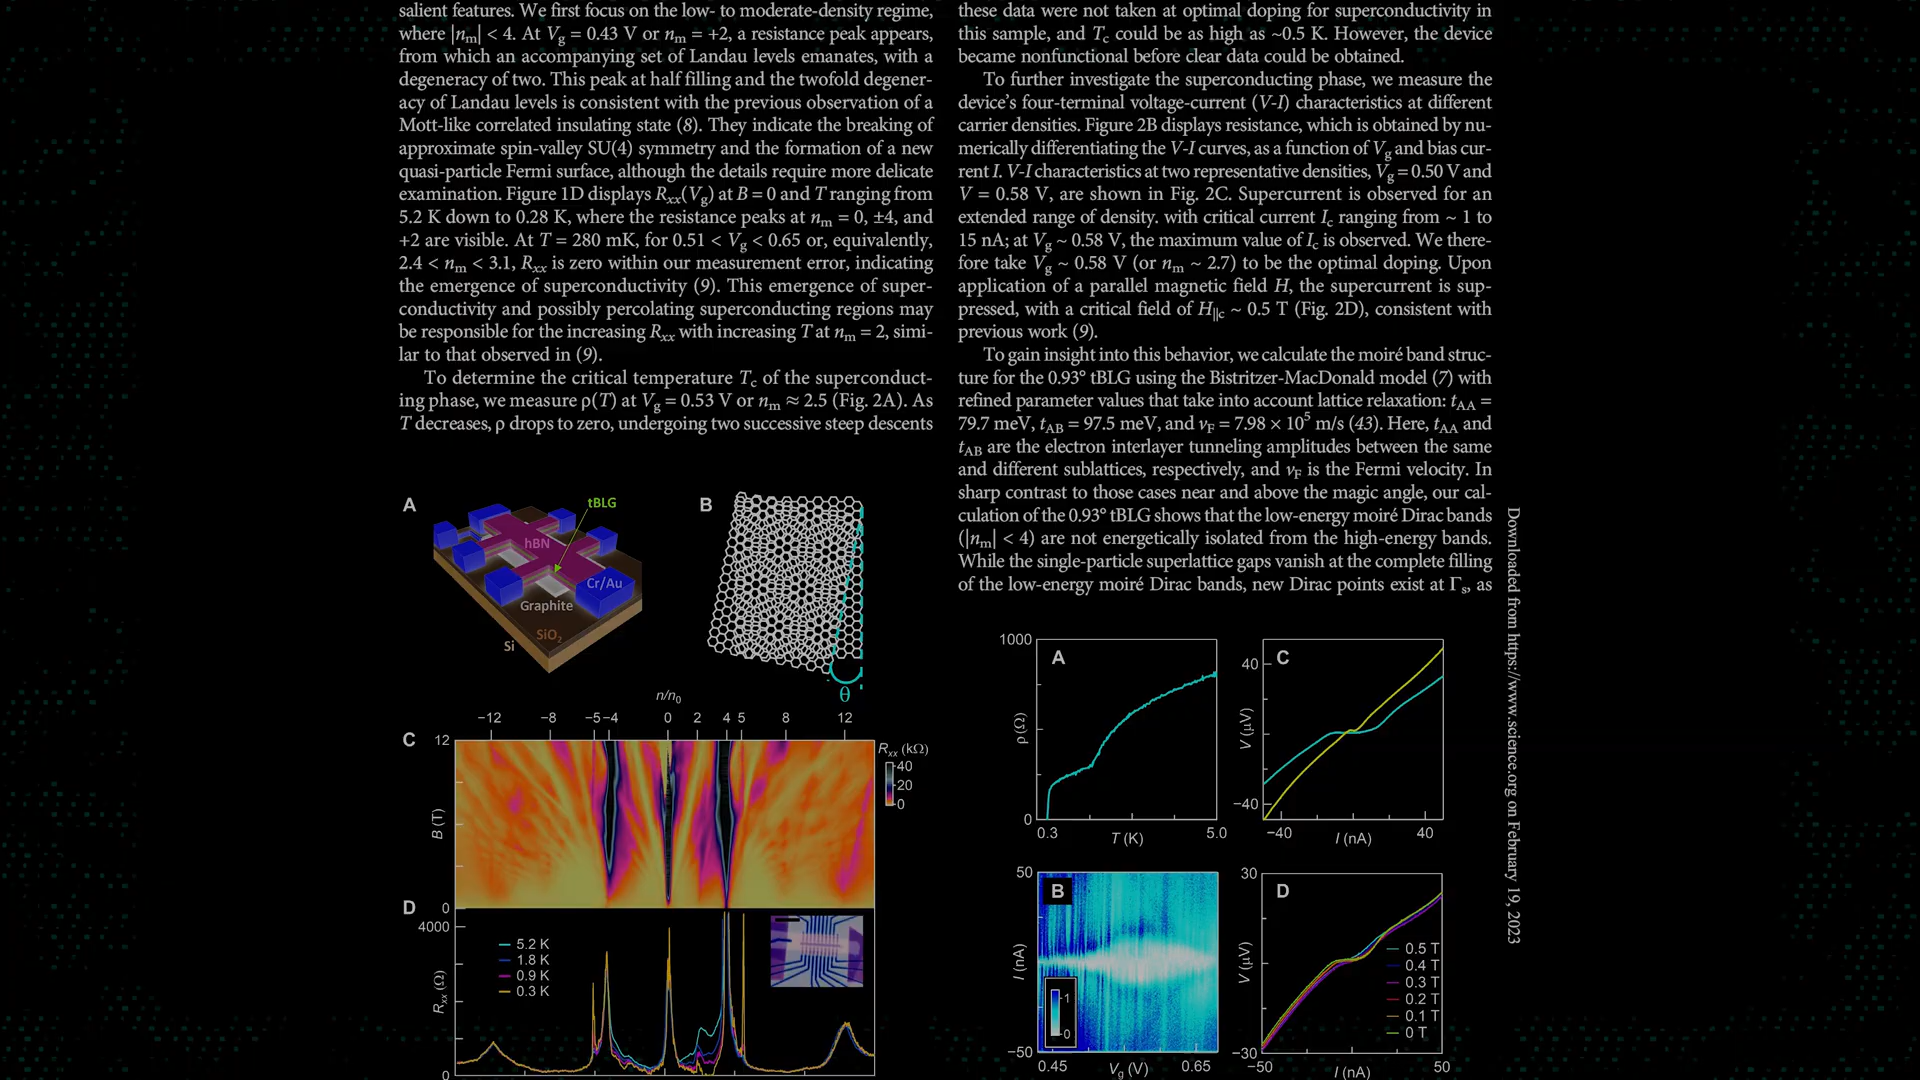 salient features. We first focus on the low- to moderate-density regime,
where |nm| < 4. At Vg = 0.43 V or nm = +2, a resistance peak appears,
from which an accompanying set of Landau levels emanates, with a
degeneracy of two. This peak at half filling and the twofold degener-
acy of Landau levels is consistent with the previous observation of a
Mott-like correlated insulating state (8). They indicate the breaking of
approximate spin-valley SU(4) symmetry and the formation of a new
quasi-particle Fermi surface, although the details require more delicate
examination. Figure 1D displays Rxx(Vg) at B = 0 and T ranging from
5.2 K down to 0.28 K, where the resistance peaks at nm = 0, ±4, and
+2 are visible. At T = 280 mK, for 0.51 < Vg < 0.65 or, equivalently,
2.4 < nm < 3.1, Rxx is zero within our measurement error, indicating
the emergence of superconductivity (9). This emergence of super-
conductivity and possibly percolating superconducting regions may
be responsible for the increasing Rxx with increasing T at nm = 2, simi-
lar to that observed in (9).
To determine the critical temperature Tc of the superconduct-
ing phase, we measure ρ(T) at Vg = 0.53 V or nm ≈ 2.5 (Fig. 2A). As
T decreases, ρ drops to zero, undergoing two successive steep descents
these data were not taken at optimal doping for superconductivity in
this sample, and Tc could be as high as ~0.5 K. However, the device
became nonfunctional before clear data could be obtained.
To further investigate the superconducting phase, we measure the
device's four-terminal voltage-current (V-I) characteristics at different
carrier densities. Figure 2B displays resistance, which is obtained by nu-
merically differentiating the V-I curves, as a function of Vg and bias cur-
rent I. V-I characteristics at two representative densities, Vg = 0.50 V and
V = 0.58 V, are shown in Fig. 2C. Supercurrent is observed for an
extended range of density. with critical current Ic ranging from ~ 1 to
15 nA; at Vg ~ 0.58 V, the maximum value of Ic is observed. We there-
fore take Vg ~ 0.58 V (or nm ~ 2.7) to be the optimal doping. Upon
application of a parallel magnetic field H, the supercurrent is sup-
pressed, with a critical field of H||c ~ 0.5 T (Fig. 2D), consistent with
previous work (9).
To gain insight into this behavior, we calculate the moiré band struc-
ture for the 0.93° tBLG using the Bistritzer-MacDonald model (7) with
refined parameter values that take into account lattice relaxation: tAA =
79.7 meV, tAB = 97.5 meV, and vF = 7.98 × 10⁵ m/s (43). Here, tAA and
tAB are the electron interlayer tunneling amplitudes between the same
and different sublattices, respectively, and vF is the Fermi velocity. In
sharp contrast to those cases near and above the magic angle, our cal-
culation of the 0.93° tBLG shows that the low-energy moiré Dirac bands
(|nm| < 4) are not energetically isolated from the high-energy bands.
While the single-particle superlattice gaps vanish at the complete filling
of the low-energy moiré Dirac bands, new Dirac points exist at Γs, as
A
tBLG
hBN
Cr/Au
Graphite
SiO₂
Si
B
θ
n/n₀
−12 −8 −5 −4 0 2 4 5 8 12
C
12
B (T)
0
Rxx (kΩ)
40
20
0
D
4000
Rxx (Ω)
0
5.2 K
1.8 K
0.9 K
0.3 K
A
1000
ρ (Ω)
0
0.3 5.0
T (K)
C
40
V (μV)
−40
−40 40
I (nA)
B
50
I (nA)
−50
1
0
0.45 0.65
Vg (V)
D
30
V (μV)
−30
0.5 T
0.4 T
0.3 T
0.2 T
0.1 T
0 T
−50 50
I (nA)
Downloaded from https://www.science.org on February 19, 2023